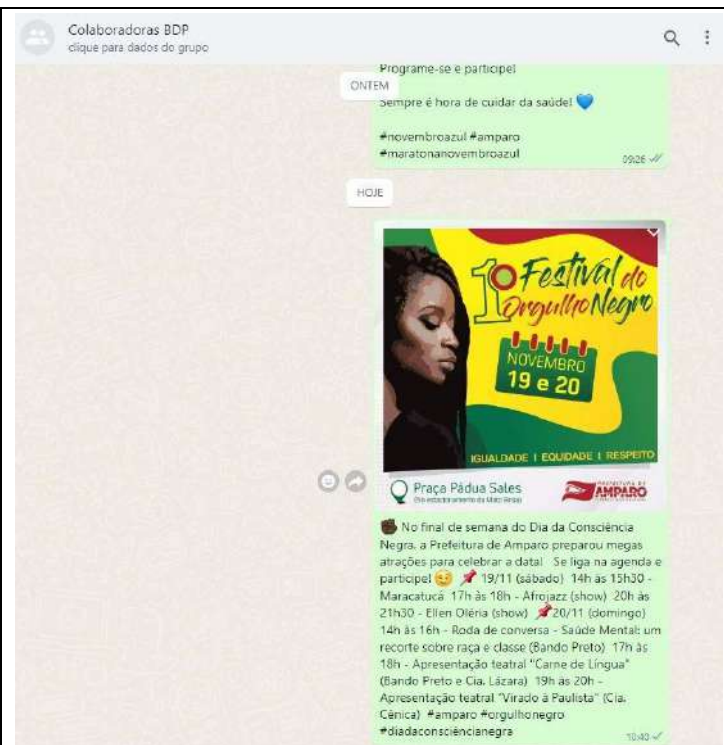 Colaboradoras BDP
clique para dados do grupo
Programe-se e participe!
ONTEM
Sempre é hora de cuidar da saúde! 💙
#novembroazul #amparo
#maratonanovembroazul
09:26
HOJE
1º Festival do
Orgulho Negro
NOVEMBRO
19 e 20
IGUALDADE I EQUIDADE I RESPEITO
Praça Pádua Sales
PREFEITURA DE
AMPARO
✊🏿 No final de semana do Dia da Consciência
Negra, a Prefeitura de Amparo preparou megas
atrações para celebrar a data! Se liga na agenda e
participe! 😉 📌 19/11 (sábado) 14h às 15h30 -
Maracatucá 17h às 18h - Afrojazz (show) 20h às
21h30 - Ellen Oléria (show) 📌20/11 (domingo)
14h às 16h - Roda de conversa - Saúde Mental: um
recorte sobre raça e classe (Bando Preto) 17h às
18h - Apresentação teatral "Carne de Língua"
(Bando Preto e Cia. Lázara) 19h às 20h -
Apresentação teatral "Virado à Paulista" (Cia.
Cênica) #amparo #orgulhonegro
#diadaconsciêncianegra
10:40